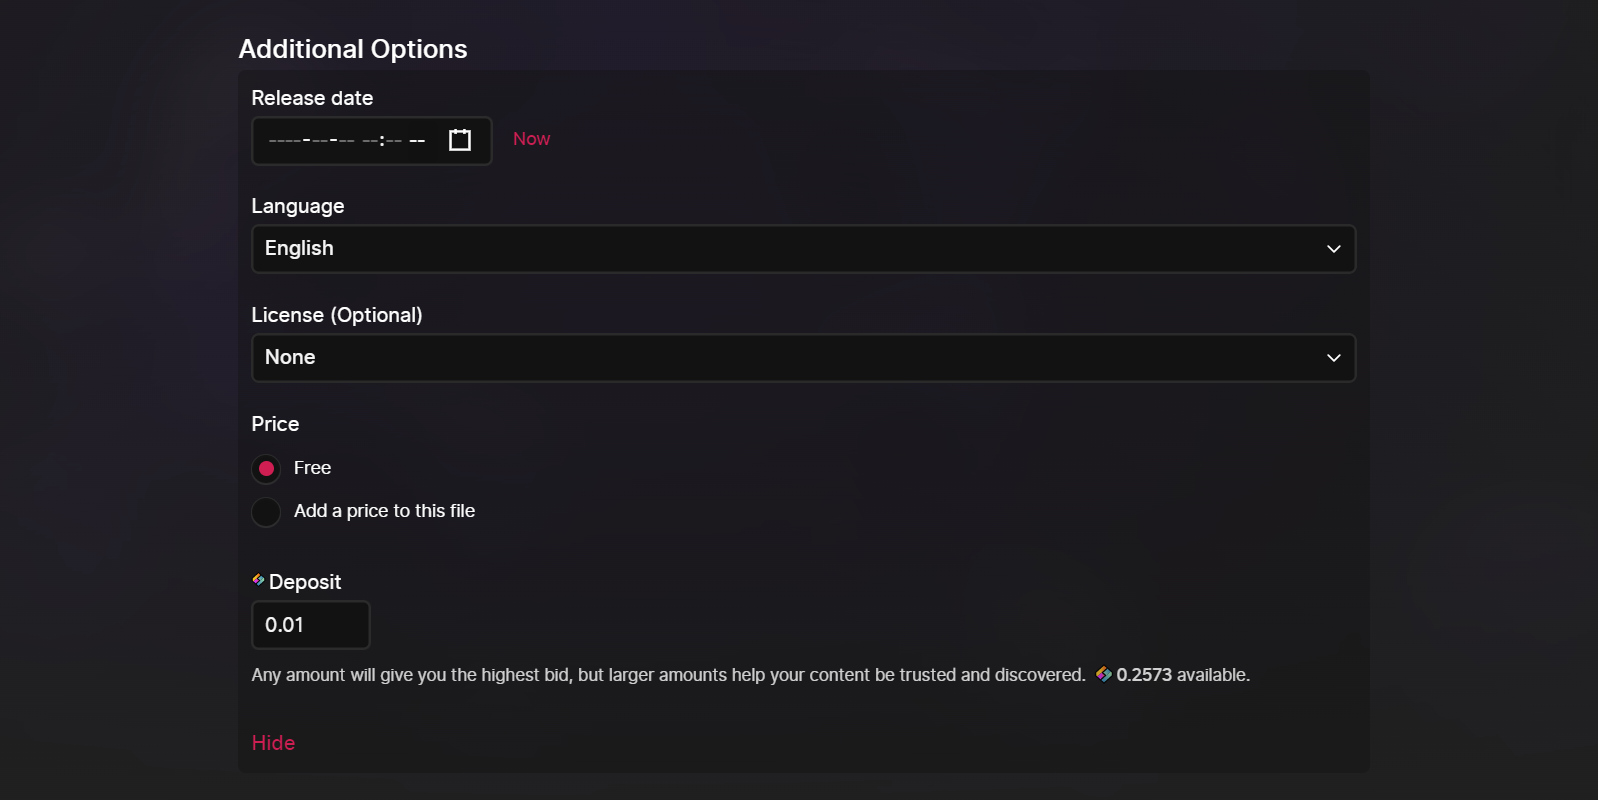 Additional Options
Release date
----‑--‑-- --:-- --
Now
Language
English
License (Optional)
None
Price
Free
Add a price to this file
Deposit
0.01
Any amount will give you the highest bid, but larger amounts help your content be trusted and discovered. 0.2573 available.
Hide